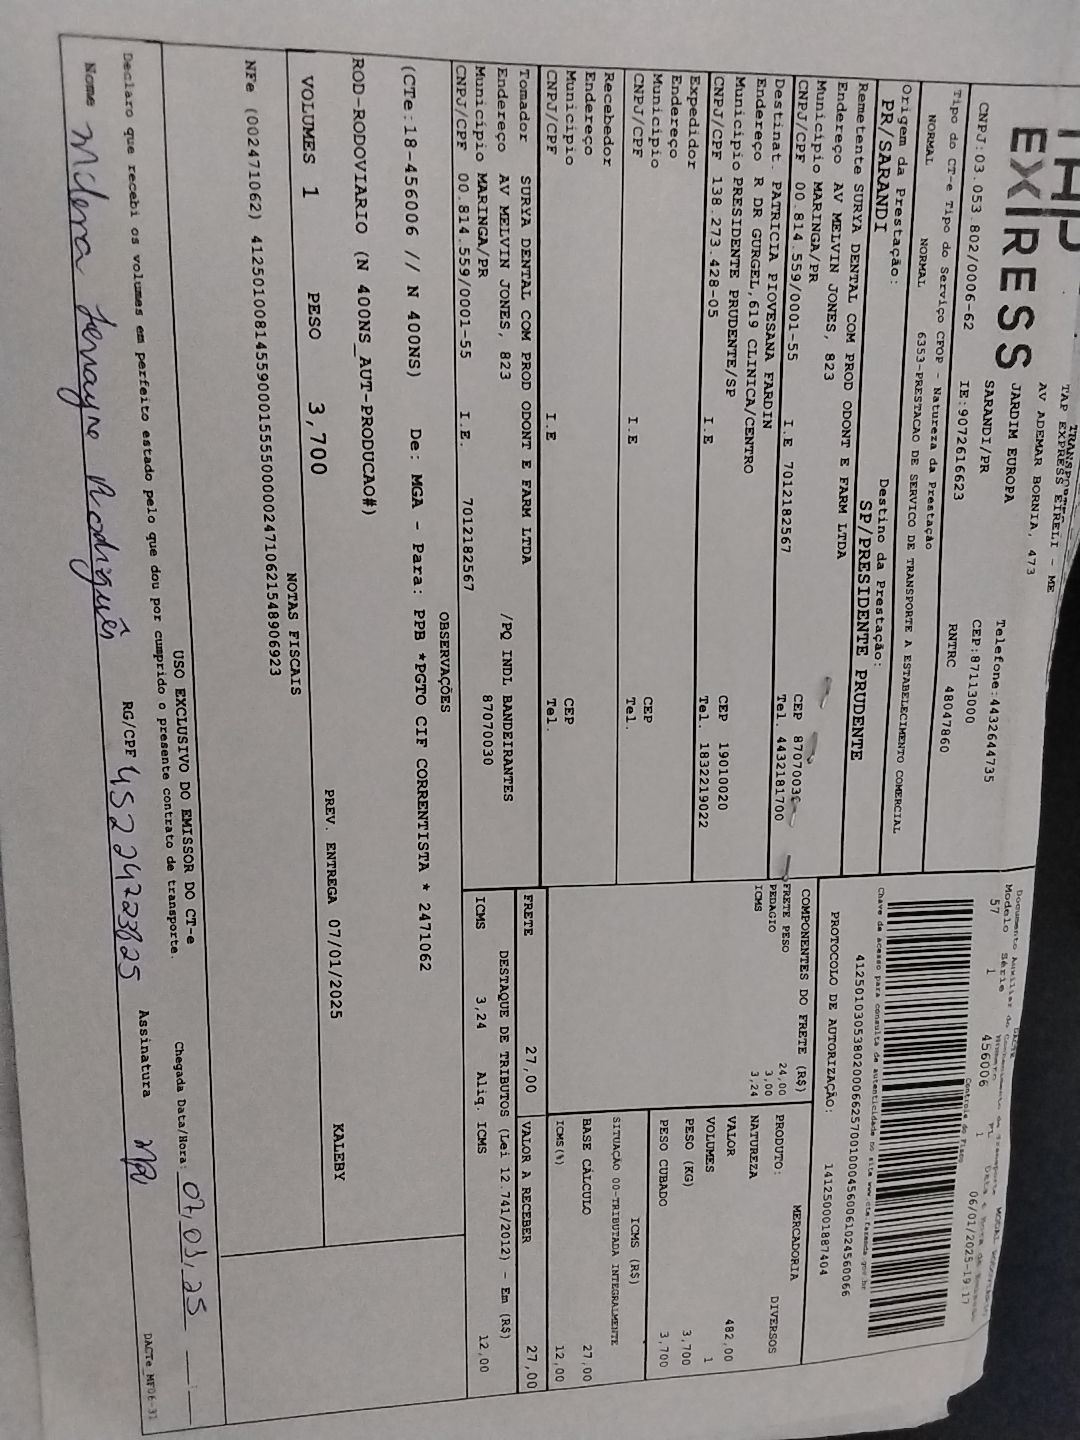 EXPRESS
TRANSPORTE
TAP EXPRESS EIRELI - ME
AV ADEMAR BORNIA, 473
JARDIM EUROPA
SARANDI/PR
Telefone:4432644735
CEP:87113000
CNPJ:03.053.802/0006-62 IE:9072616623 RNTRC 48047860
Tipo do CT-e Tipo do Serviço CFOP - Natureza da Prestação
NORMAL NORMAL 6353-PRESTACAO DE SERVICO DE TRANSPORTE A ESTABELECIMENTO COMERCIAL
Origem da Prestação: Destino da Prestação:
PR/SARANDI SP/PRESIDENTE PRUDENTE
DACTE
Documento Auxiliar do Conhecimento de Transporte
Modelo Série Número FL Data e Hora de Emissão
57 1 456006 1 06/01/2025-19:17
Controle do Fisco
Chave de acesso para consulta de autenticidade no site www.cte.fazenda.gov.br
PROTOCOLO DE AUTORIZAÇÃO: 141250001887404
Remetente SURYA DENTAL COM PROD ODONT E FARM LTDA
Endereço AV MELVIN JONES, 823
Municipio MARINGA/PR CEP 87070030
CNPJ/CPF 00.814.559/0001-55 I.E 7012182567 Tel. 4432181700
Destinat. PATRICIA PIOVESANA FARDIN
Endereço R DR GURGEL,619 CLINICA/CENTRO
Municipio PRESIDENTE PRUDENTE/SP CEP 19010020
CNPJ/CPF 138.273.428-05 I.E Tel. 1832219022
Expedidor
Endereço
Municipio CEP
CNPJ/CPF I.E Tel.
Recebedor
Endereço
Municipio CEP
CNPJ/CPF I.E Tel.
Tomador SURYA DENTAL COM PROD ODONT E FARM LTDA
Endereço AV MELVIN JONES, 823 /PQ INDL BANDEIRANTES
Municipio MARINGA/PR 87070030
CNPJ/CPF 00.814.559/0001-55 I.E. 7012182567
COMPONENTES DO FRETE (R$)
FRETE PESO 24,00
PEDAGIO 3,00
ICMS 3,24
MERCADORIA
PRODUTO: DIVERSOS
NATUREZA
VALOR 482,00
VOLUMES 1
PESO (KG) 3,700
PESO CUBADO 3,700
ICMS (R$)
SITUAÇÃO 00-TRIBUTADA INTEGRALMENTE
BASE CÁLCULO 27,00
ICMS(%) 12,00
FRETE 27,00 VALOR A RECEBER 27,00
DESTAQUE DE TRIBUTOS (Lei 12.741/2012) - Em (R$)
ICMS 3,24 Aliq. ICMS 12,00
OBSERVAÇÕES
(CTe:18-456006 // N 400NS) De: MGA - Para: PPB *PGTO CIF CORRENTISTA * 2471062
ROD-RODOVIARIO (N 400NS_AUT-PRODUCAO#)
VOLUMES 1 PESO 3,700 PREV. ENTREGA 07/01/2025 KALEBY
NOTAS FISCAIS
NFe (002471062)
USO EXCLUSIVO DO EMISSOR DO CT-e
Declaro que recebi os volumes em perfeito estado pelo que dou por cumprido o presente contrato de transporte. Chegada Data/Hora: 07,01,25
Nome Milena Rodrigues RG/CPF Assinatura